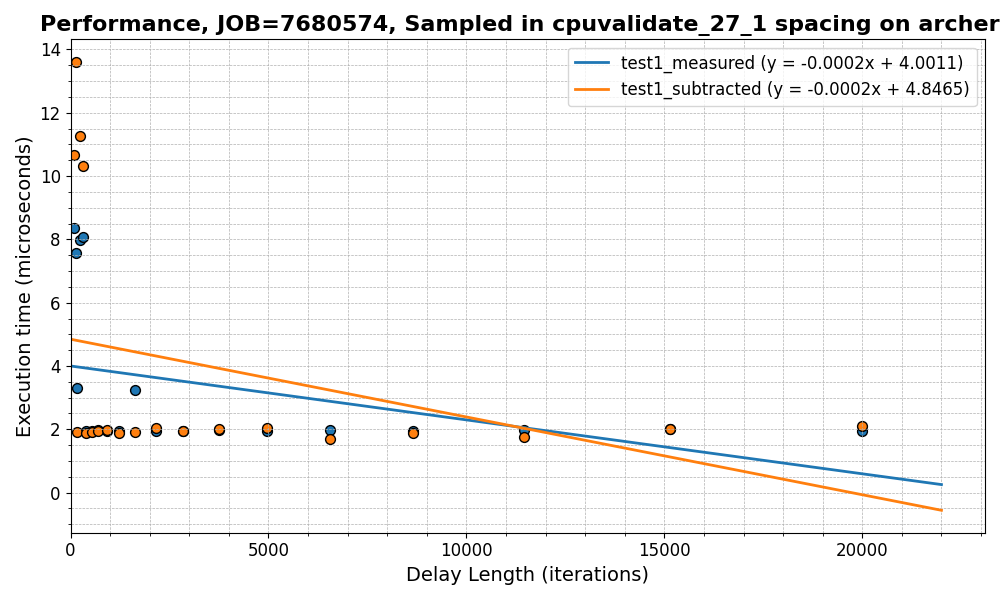 Performance, JOB=7680574, Sampled in cpuvalidate_27_1 spacing on archer
test1_measured (y = -0.0002x + 4.0011)
test1_subtracted (y = -0.0002x + 4.8465)
Execution time (microseconds)
14
12
10
8
6
4
2
0
0 5000 10000 15000 20000
Delay Length (iterations)